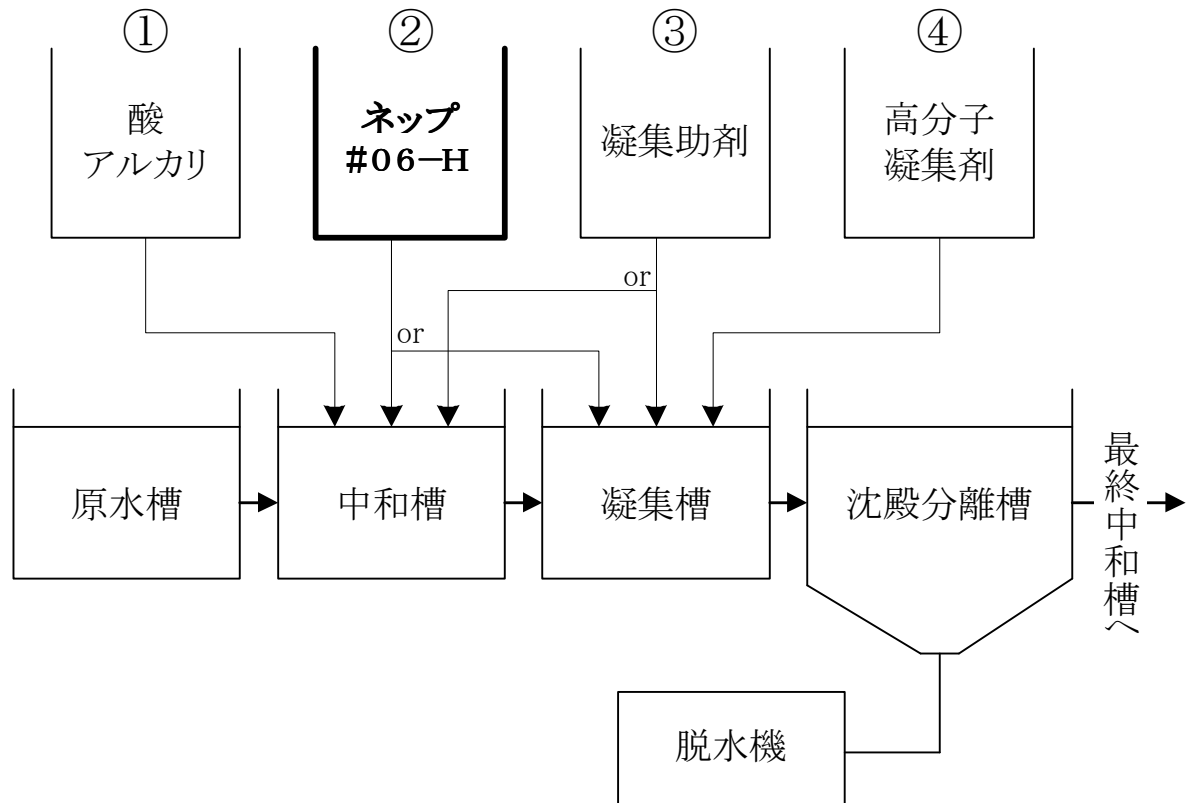 ①
②
③
④
酸
アルカリ
ネップ
#06-H
凝集助剤
高分子
凝集剤
or
or
原水槽
中和槽
凝集槽
沈殿分離槽
最終中和槽へ
脱水機